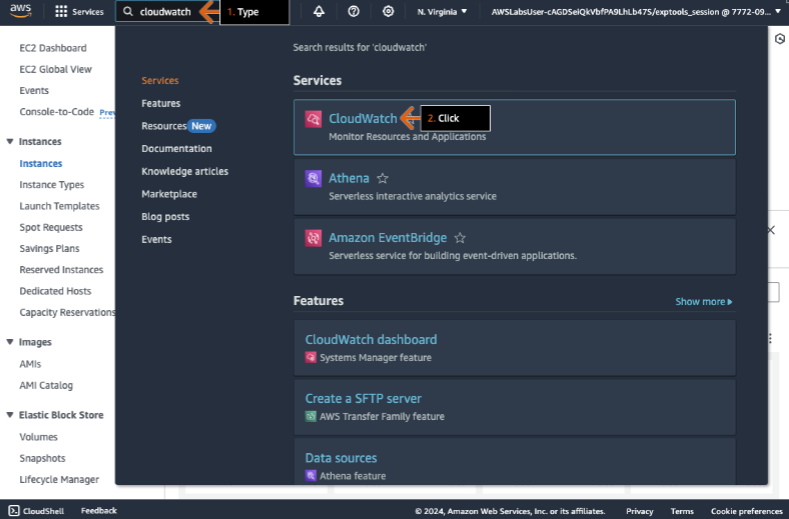 aws
Services
cloudwatch
1. Type
N. Virginia
AWSLabsUser-cAGDSeiQkVbfPA9LhLb47S/exptools_session @ 7772-09...
EC2 Dashboard
EC2 Global View
Events
Console-to-Code
Instances
Instances
Instance Types
Launch Templates
Spot Requests
Savings Plans
Reserved Instances
Dedicated Hosts
Capacity Reservations
Images
AMIs
AMI Catalog
Elastic Block Store
Volumes
Snapshots
Lifecycle Manager
Services
Features
Resources New
Documentation
Knowledge articles
Marketplace
Blog posts
Events
Search results for 'cloudwatch'
Services
CloudWatch
2. Click
Monitor Resources and Applications
Athena
Serverless interactive analytics service
Amazon EventBridge
Serverless service for building event-driven applications.
Features
Show more
CloudWatch dashboard
Systems Manager feature
Create a SFTP server
AWS Transfer Family feature
Data sources
Athena feature
CloudShell
Feedback
© 2024, Amazon Web Services, Inc. or its affiliates.
Privacy
Terms
Cookie preferences